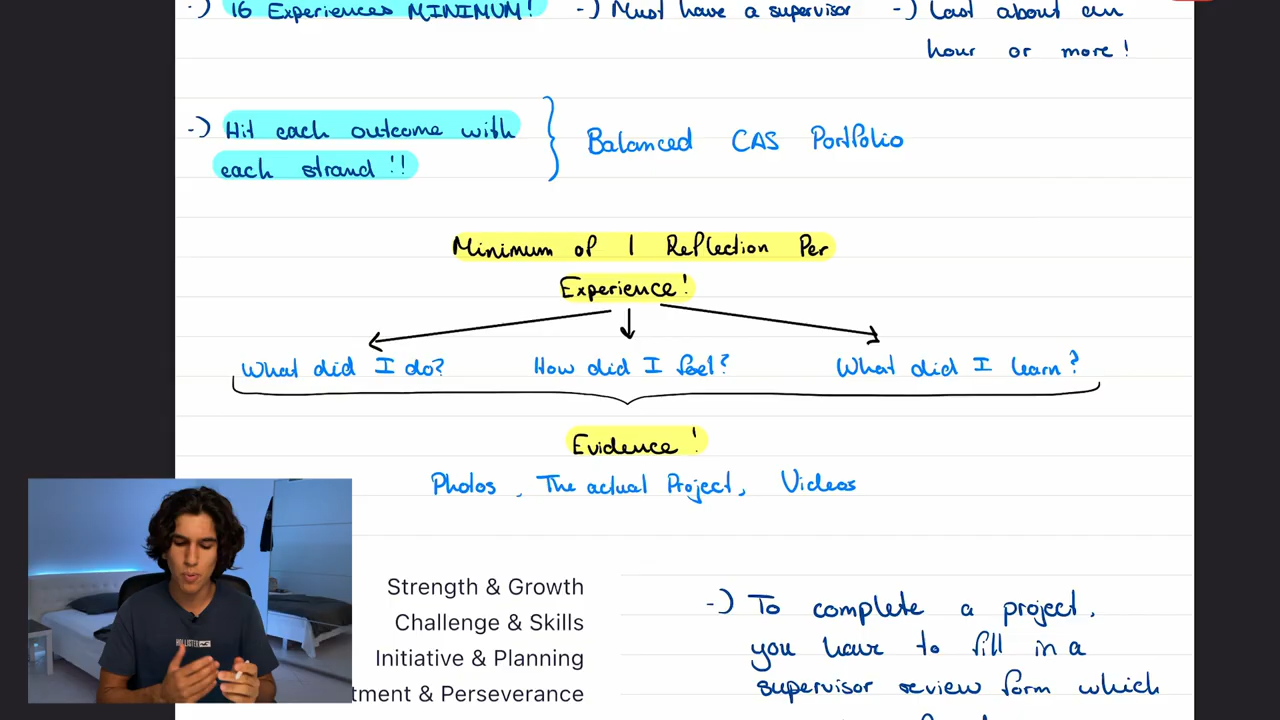 ·-) 16 Experiences MINIMUM! -) Must have a supervisor -) Last about an
hour or more!
·-) Hit each outcome with
each strand!!
Balanced CAS Portfolio
Minimum of 1 Reflection Per
Experience!
What did I do? How did I feel? What did I learn?
Evidence!
Photos, The actual Project, Videos
HOLLISTER
Strength & Growth
Challenge & Skills
Initiative & Planning
tment & Perseverance
-) To complete a project,
you have to fill in a
supervisor review form which